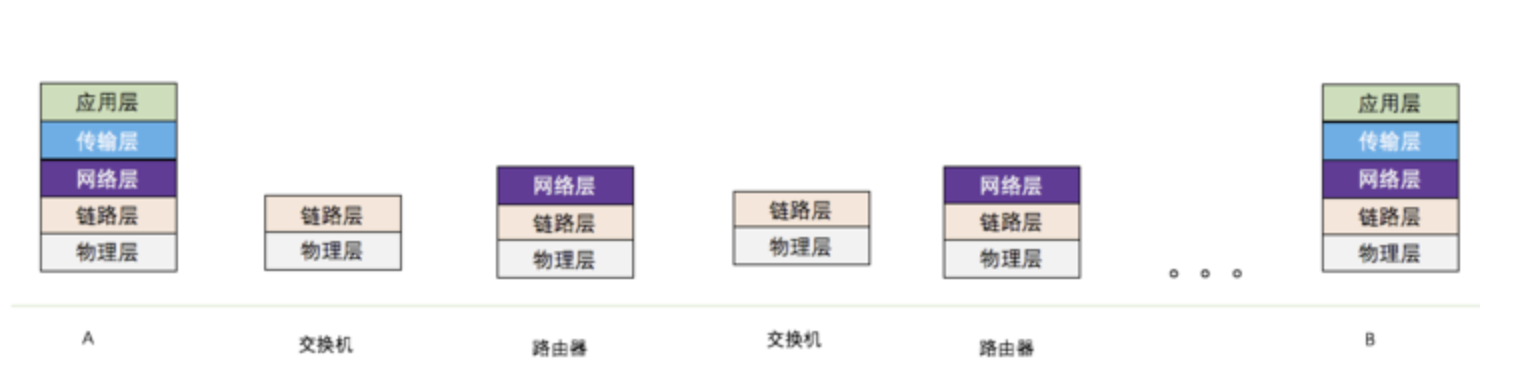 应用层
传输层
网络层
链路层
物理层
A
链路层
物理层
交换机
网络层
链路层
物理层
路由器
链路层
物理层
交换机
网络层
链路层
物理层
路由器
应用层
传输层
网络层
链路层
物理层
B